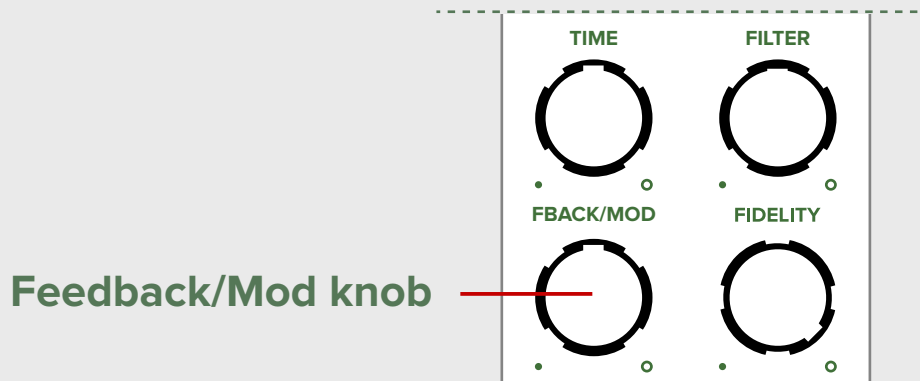 TIME
FILTER
FBACK/MOD
FIDELITY
Feedback/Mod knob